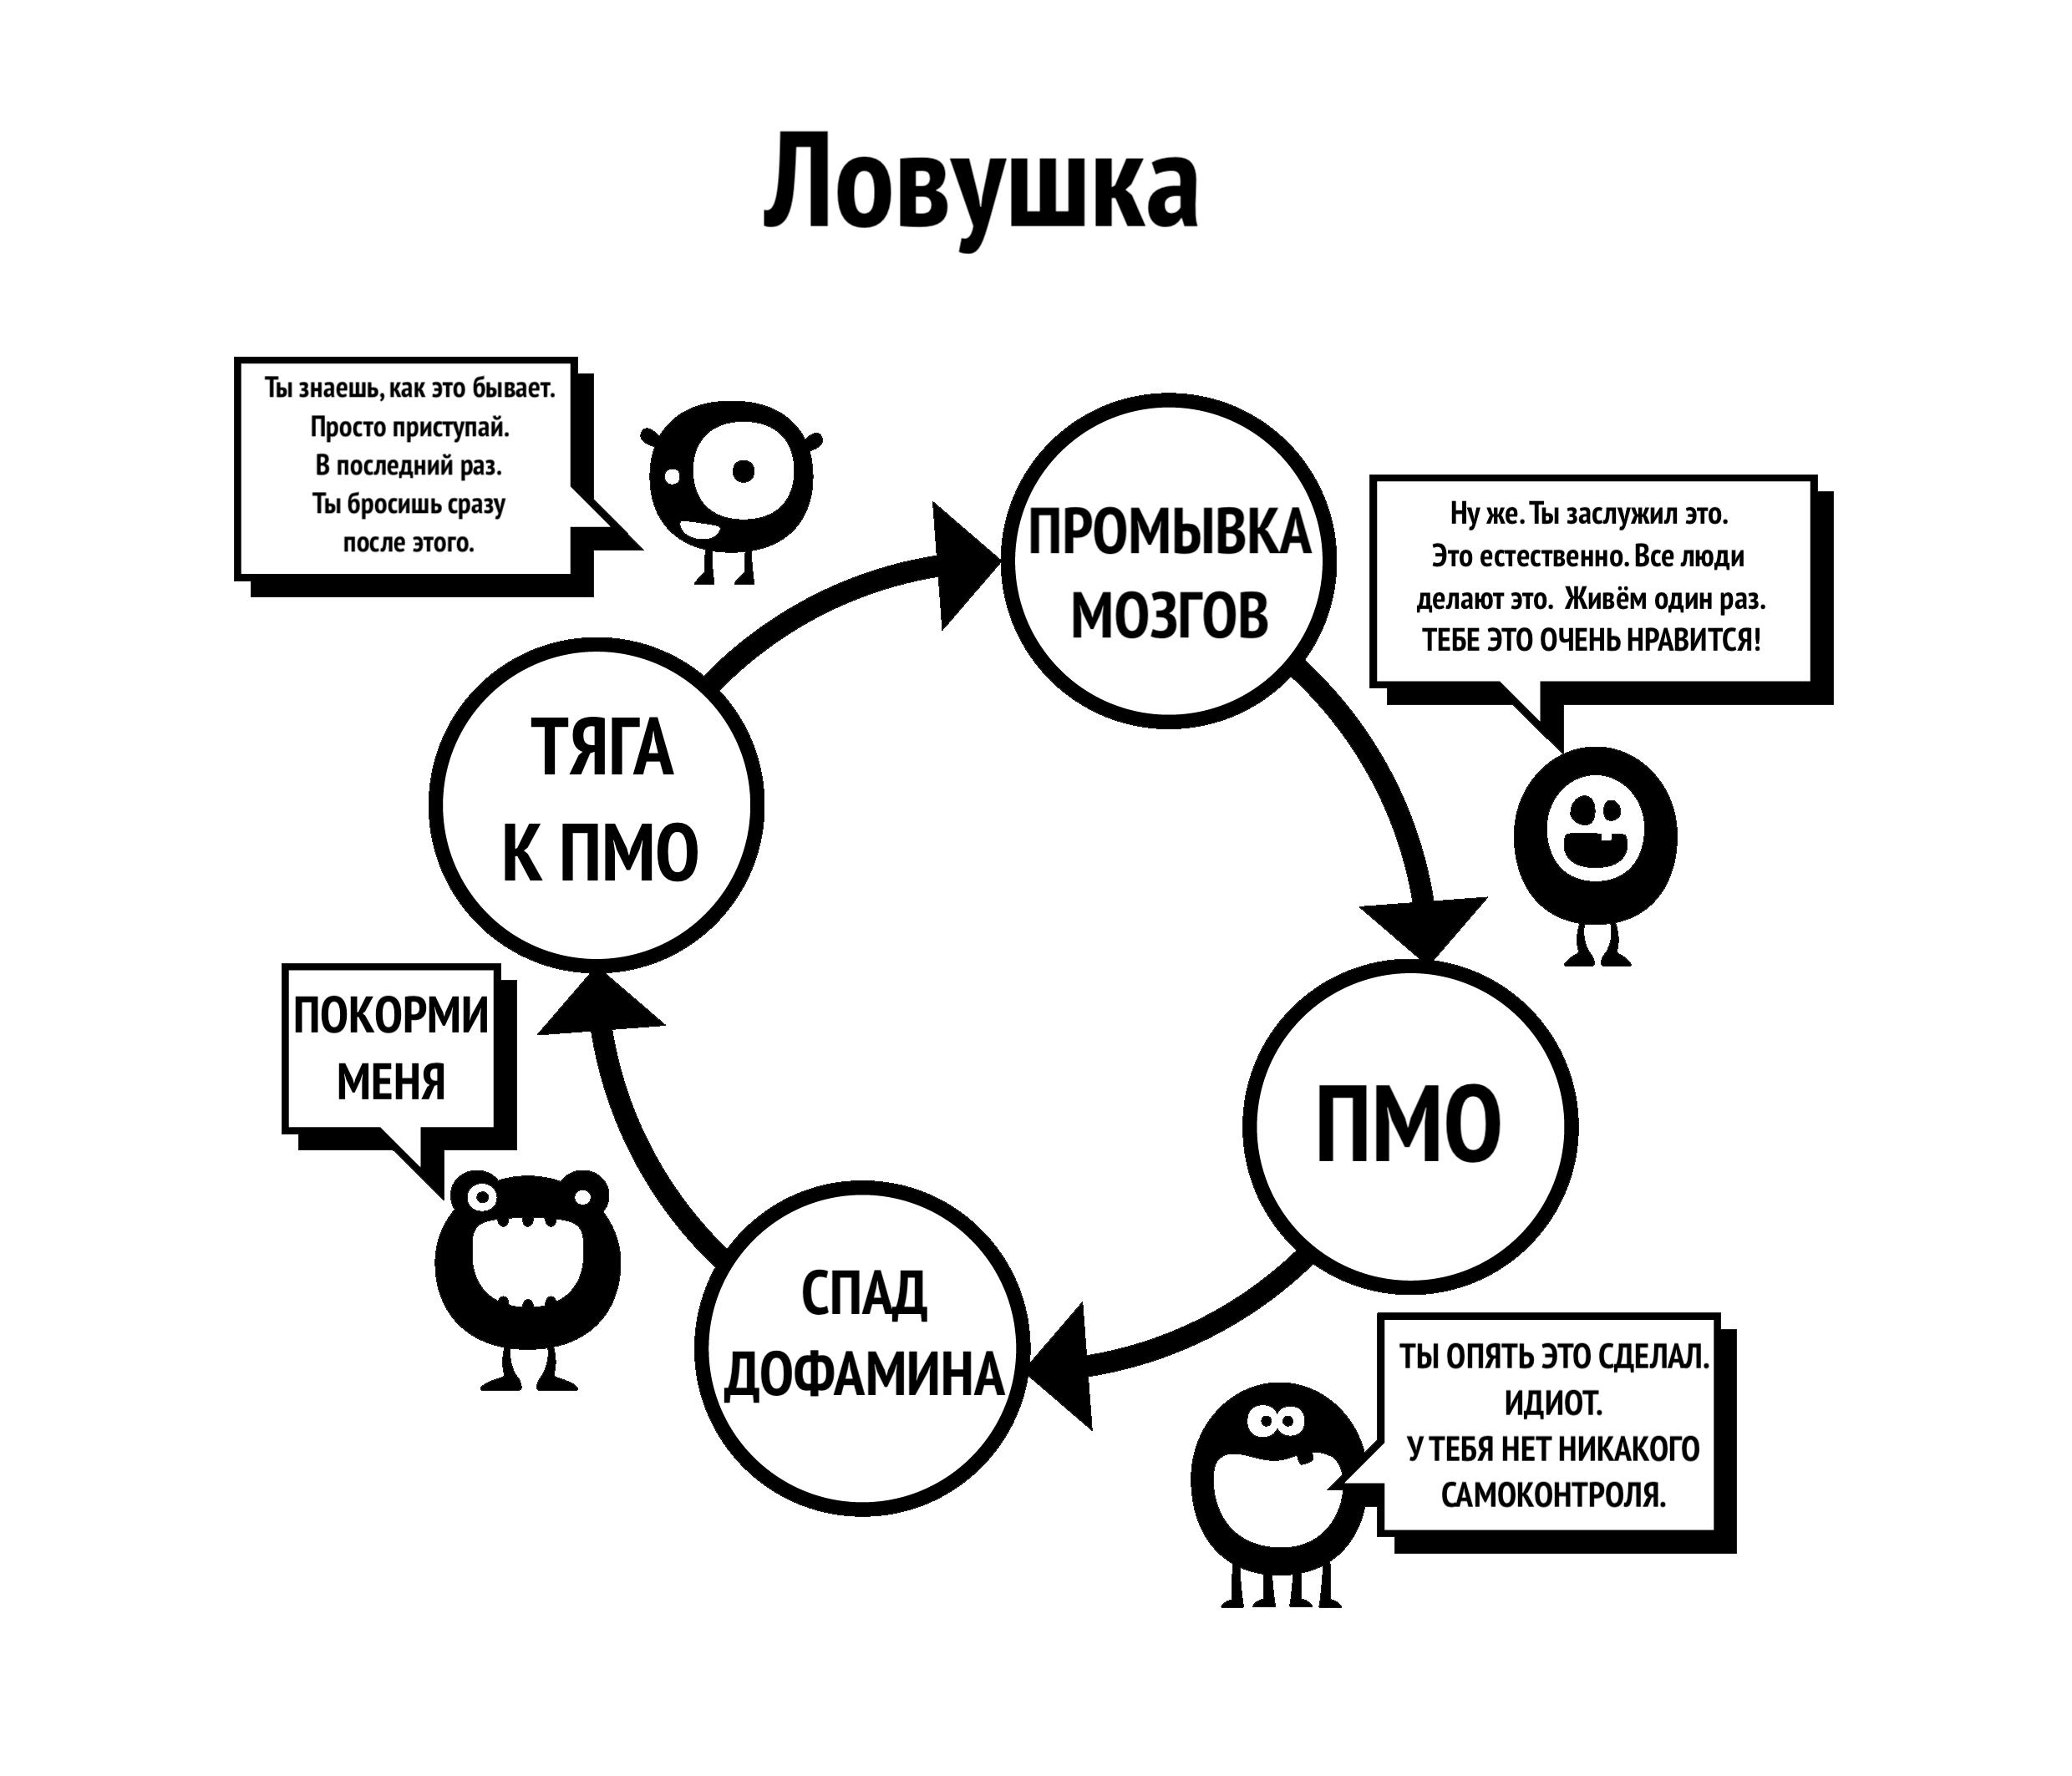 Ловушка
Ты знаешь, как это бывает.
Просто приступай.
В последний раз.
Ты бросишь сразу
после этого.
ПРОМЫВКА
МОЗГОВ
Ну же. Ты заслужил это.
Это естественно. Все люди
делают это. Живём один раз.
ТЕБЕ ЭТО ОЧЕНЬ НРАВИТСЯ!
ТЯГА
К ПМО
ПОКОРМИ
МЕНЯ
ПМО
СПАД
ДОФАМИНА
ТЫ ОПЯТЬ ЭТО СДЕЛАЛ.
ИДИОТ.
У ТЕБЯ НЕТ НИКАКОГО
САМОКОНТРОЛЯ.